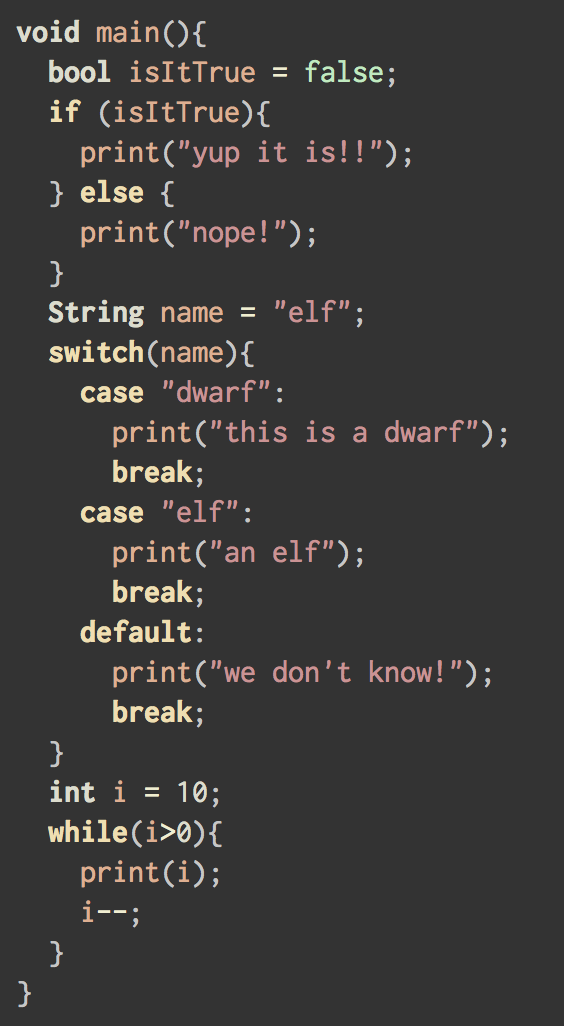 void main(){
  bool isItTrue = false;
  if (isItTrue){
    print("yup it is!!");
  } else {
    print("nope!");
  }
  String name = "elf";
  switch(name){
    case "dwarf":
      print("this is a dwarf");
      break;
    case "elf":
      print("an elf");
      break;
    default:
      print("we don't know!");
      break;
  }
  int i = 10;
  while(i>0){
    print(i);
    i--;
  }
}